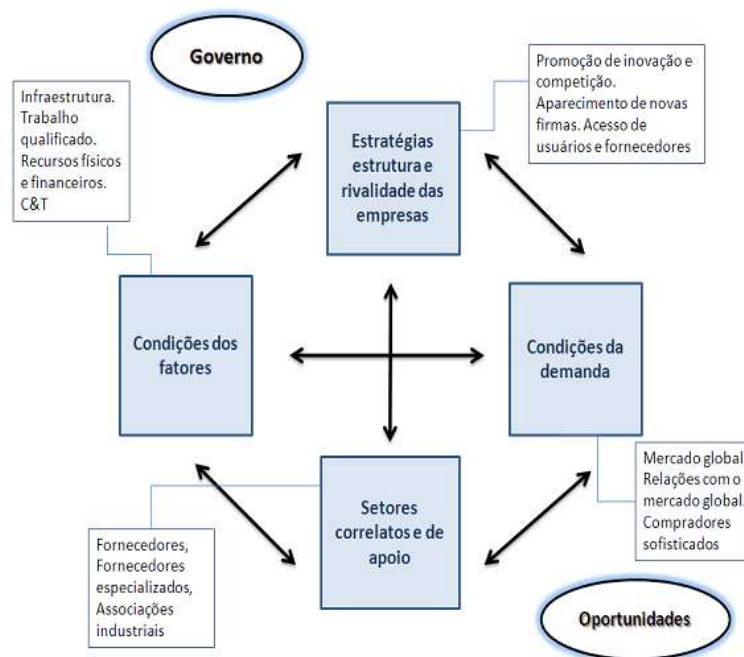 Governo
Promoção de inovação e
competição.
Aparecimento de novas
firmas. Acesso de
usuários e fornecedores
Infraestrutura.
Trabalho
qualificado.
Recursos físicos
e financeiros.
C&T
Estratégias
estrutura e
rivalidade das
empresas
Condições dos
fatores
Condições da
demanda
Setores
correlatos e de
apoio
Mercado global
Relações com o
mercado global.
Compradores
sofisticados
Fornecedores,
Fornecedores
especializados,
Associações
industriais
Oportunidades